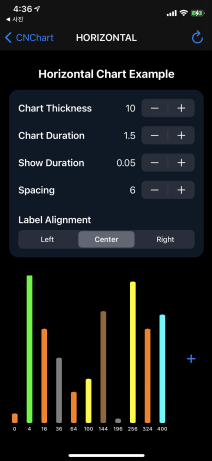 4:36
◀ 사진
CNChart
HORIZONTAL
Horizontal Chart Example
Chart Thickness 10 − +
Chart Duration 1.5 − +
Show Duration 0.05 − +
Spacing 6 − +
Label Alignment
Left Center Right
+
0 4 16 36 64 100 144 196 256 324 400